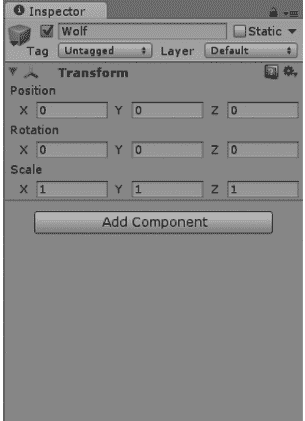 Inspector
Wolf Static
Tag Untagged Layer Default
Transform
Position
X 0 Y 0 Z 0
Rotation
X 0 Y 0 Z 0
Scale
X 1 Y 1 Z 1
Add Component